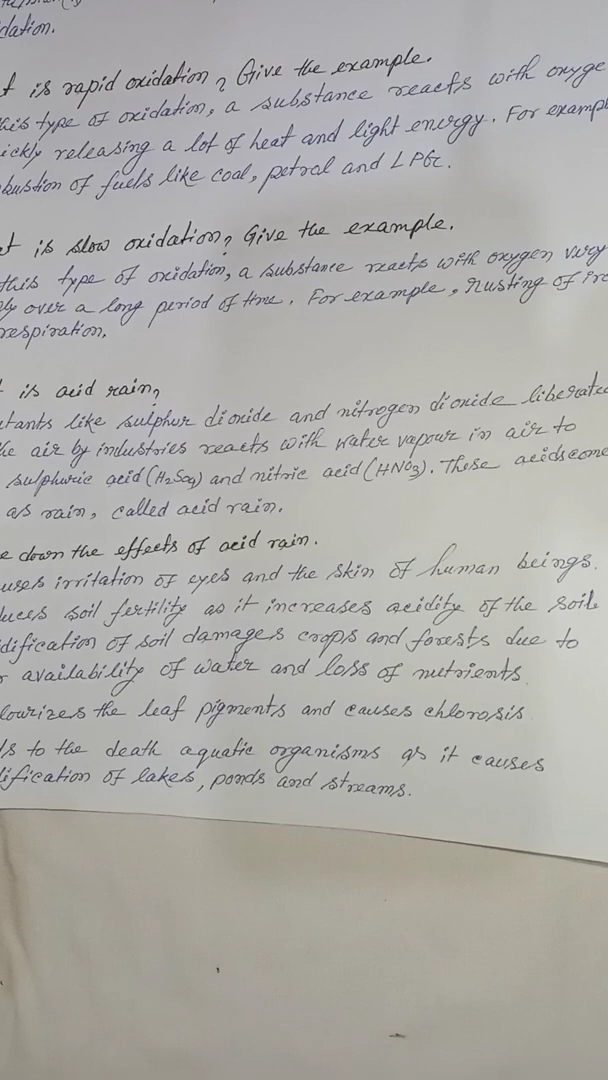 dation.
is rapid oxidation, Give the example.
this type of oxidation, a substance reacts with oxyge
ickly releasing a lot of heat and light energy. For exampl
bustion of fuels like coal, petrol and LPG.
t is slow oxidation, Give the example.
this type of oxidation, a substance reacts with oxygen very
ly over a long period of time. For example, rusting of iro
respiration.
is acid rain,
utants like sulphur dioxide and nitrogen dioxide liberated
he air by industries reacts with water vapour in air to
sulphuric acid (H2SO4) and nitric acid (HNO3). These acids come
as rain, called acid rain.
e down the effects of acid rain.
uses irritation of eyes and the skin of human beings.
duces soil fertility as it increases acidity of the soil
dification of soil damages crops and forests due to
r availability of water and loss of nutrients.
lourizes the leaf pigments and causes chlorosis
ds to the death aquatic organisms as it causes
dification of lakes, ponds and streams.